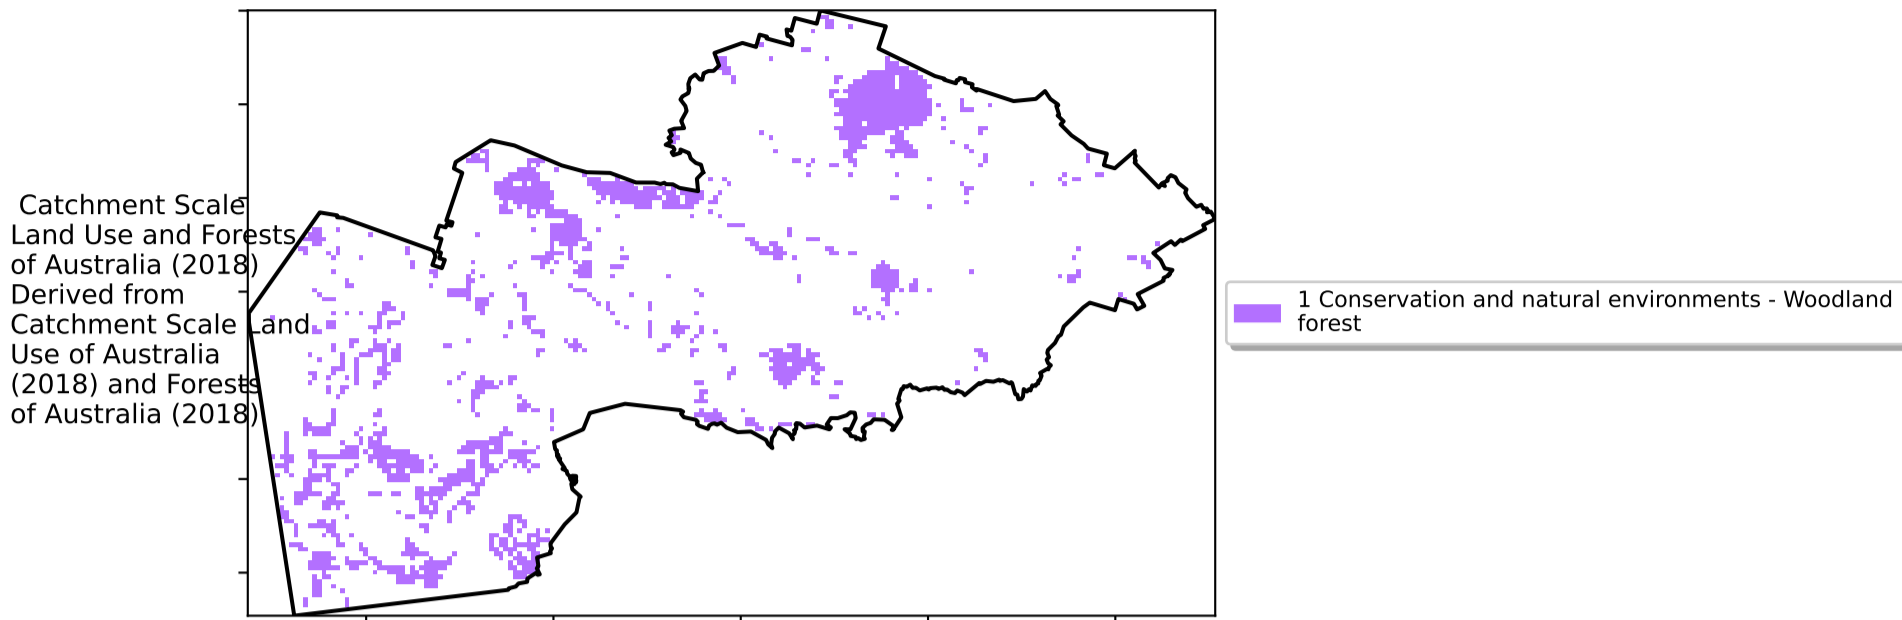 Catchment Scale
Land Use and Forests
of Australia (2018)
Derived from
Catchment Scale Land
Use of Australia
(2018) and Forests
of Australia (2018)
1 Conservation and natural environments - Woodland
forest